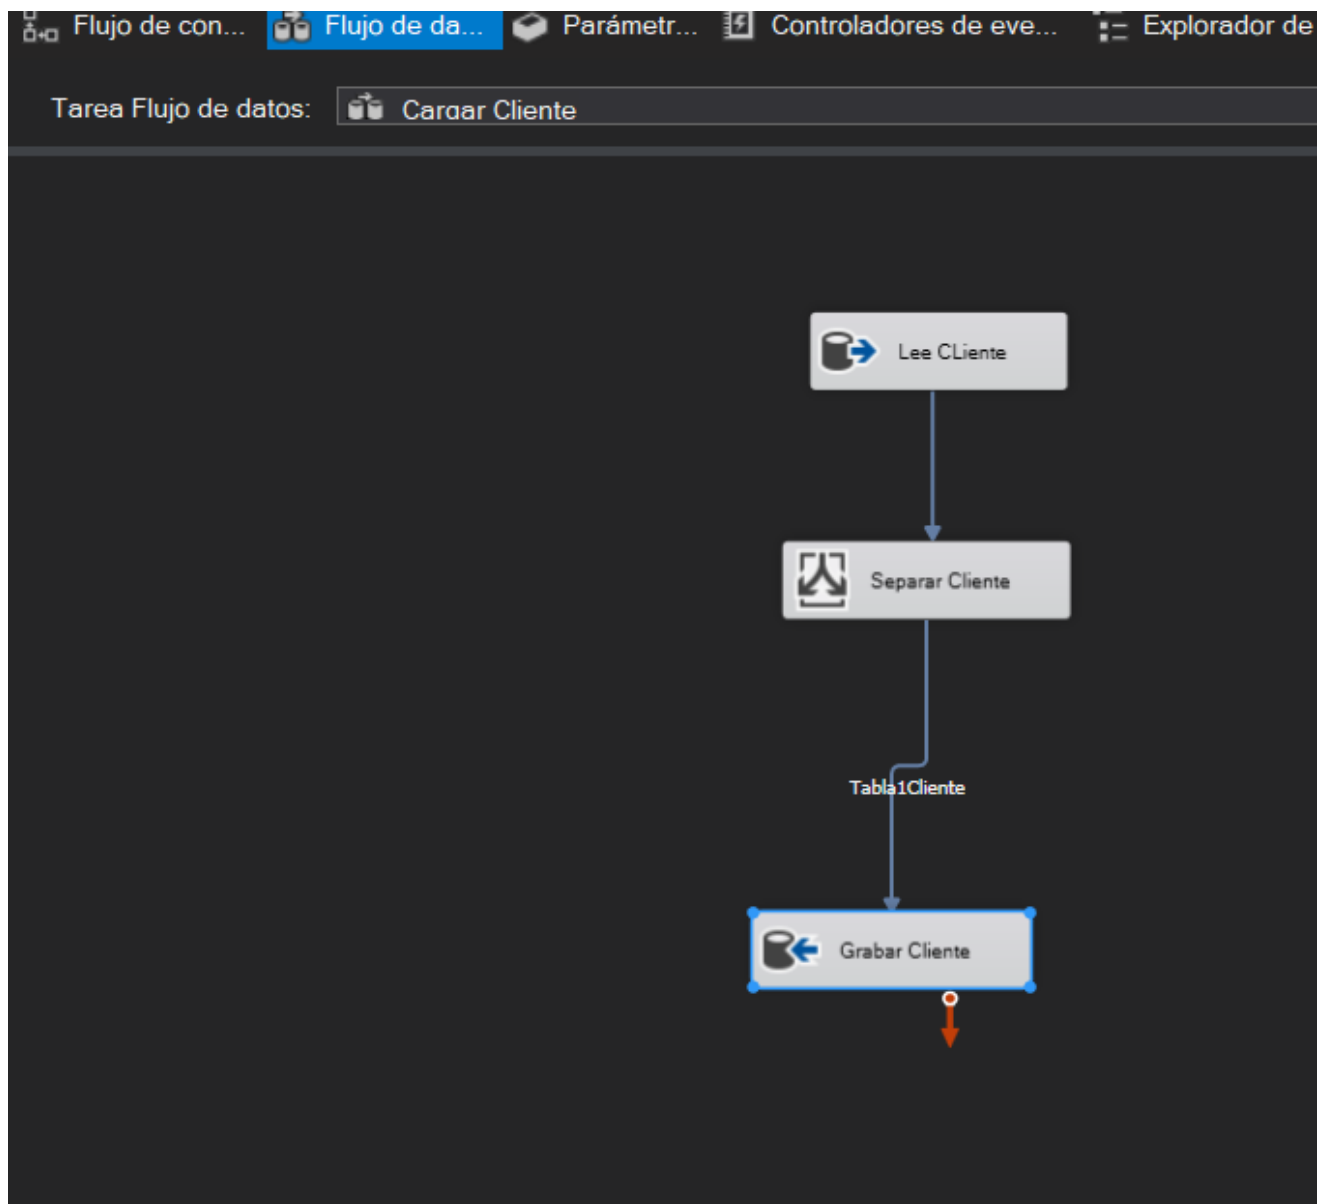 Flujo de con... Flujo de da... Parámetr... Controladores de eve... Explorador de
Tarea Flujo de datos: Cargar Cliente
Lee CLiente
Separar Cliente
Tabla1Cliente
Grabar Cliente